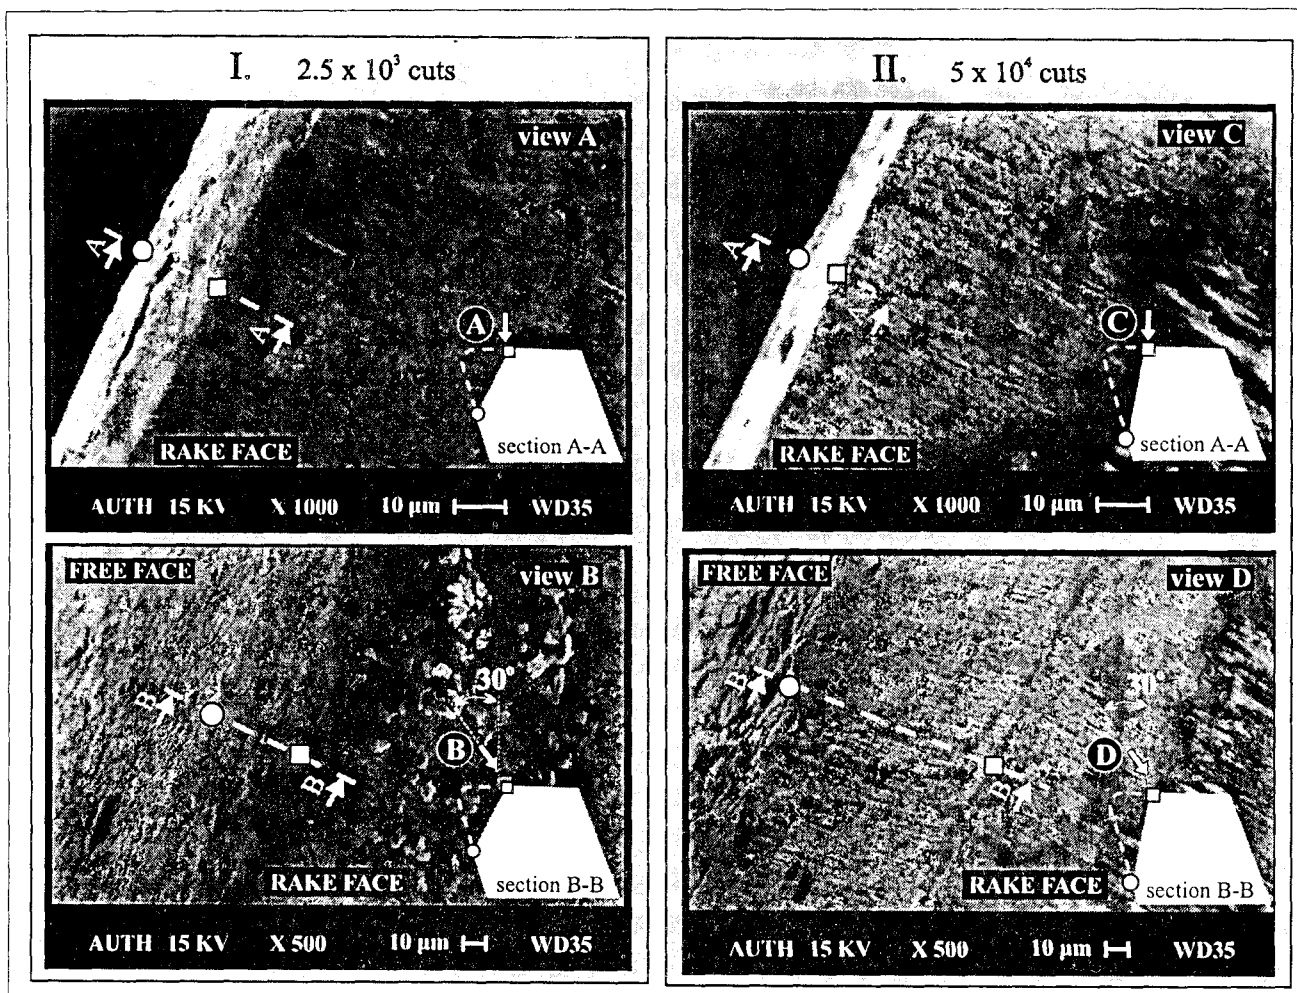 I. 2.5 x 10³ cuts
view A
A
A
A
RAKE FACE
section A-A
AUTH 15 KV X 1000 10 μm WD35
FREE FACE
view B
B
30°
B
B
RAKE FACE
section B-B
AUTH 15 KV X 500 10 μm WD35
II. 5 x 10⁴ cuts
view C
A
A
C
RAKE FACE
section A-A
AUTH 15 KV X 1000 10 μm WD35
FREE FACE
view D
B
30°
D
B
RAKE FACE
section B-B
AUTH 15 KV X 500 10 μm WD35